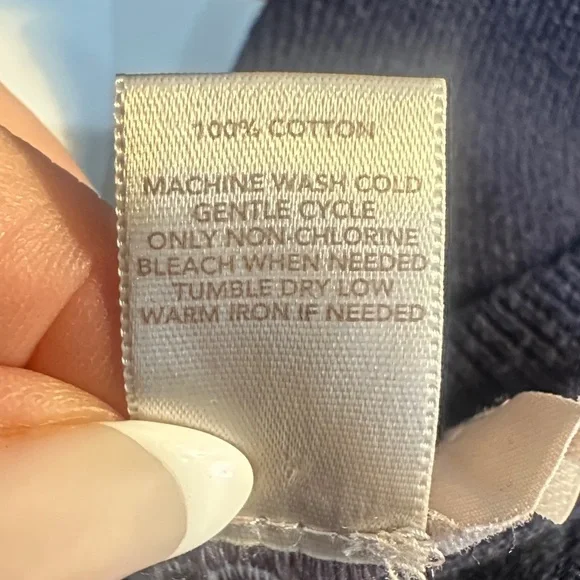 100% COTTON
MACHINE WASH COLD
GENTLE CYCLE
ONLY NON-CHLORINE
BLEACH WHEN NEEDED
TUMBLE DRY LOW
WARM IRON IF NEEDED